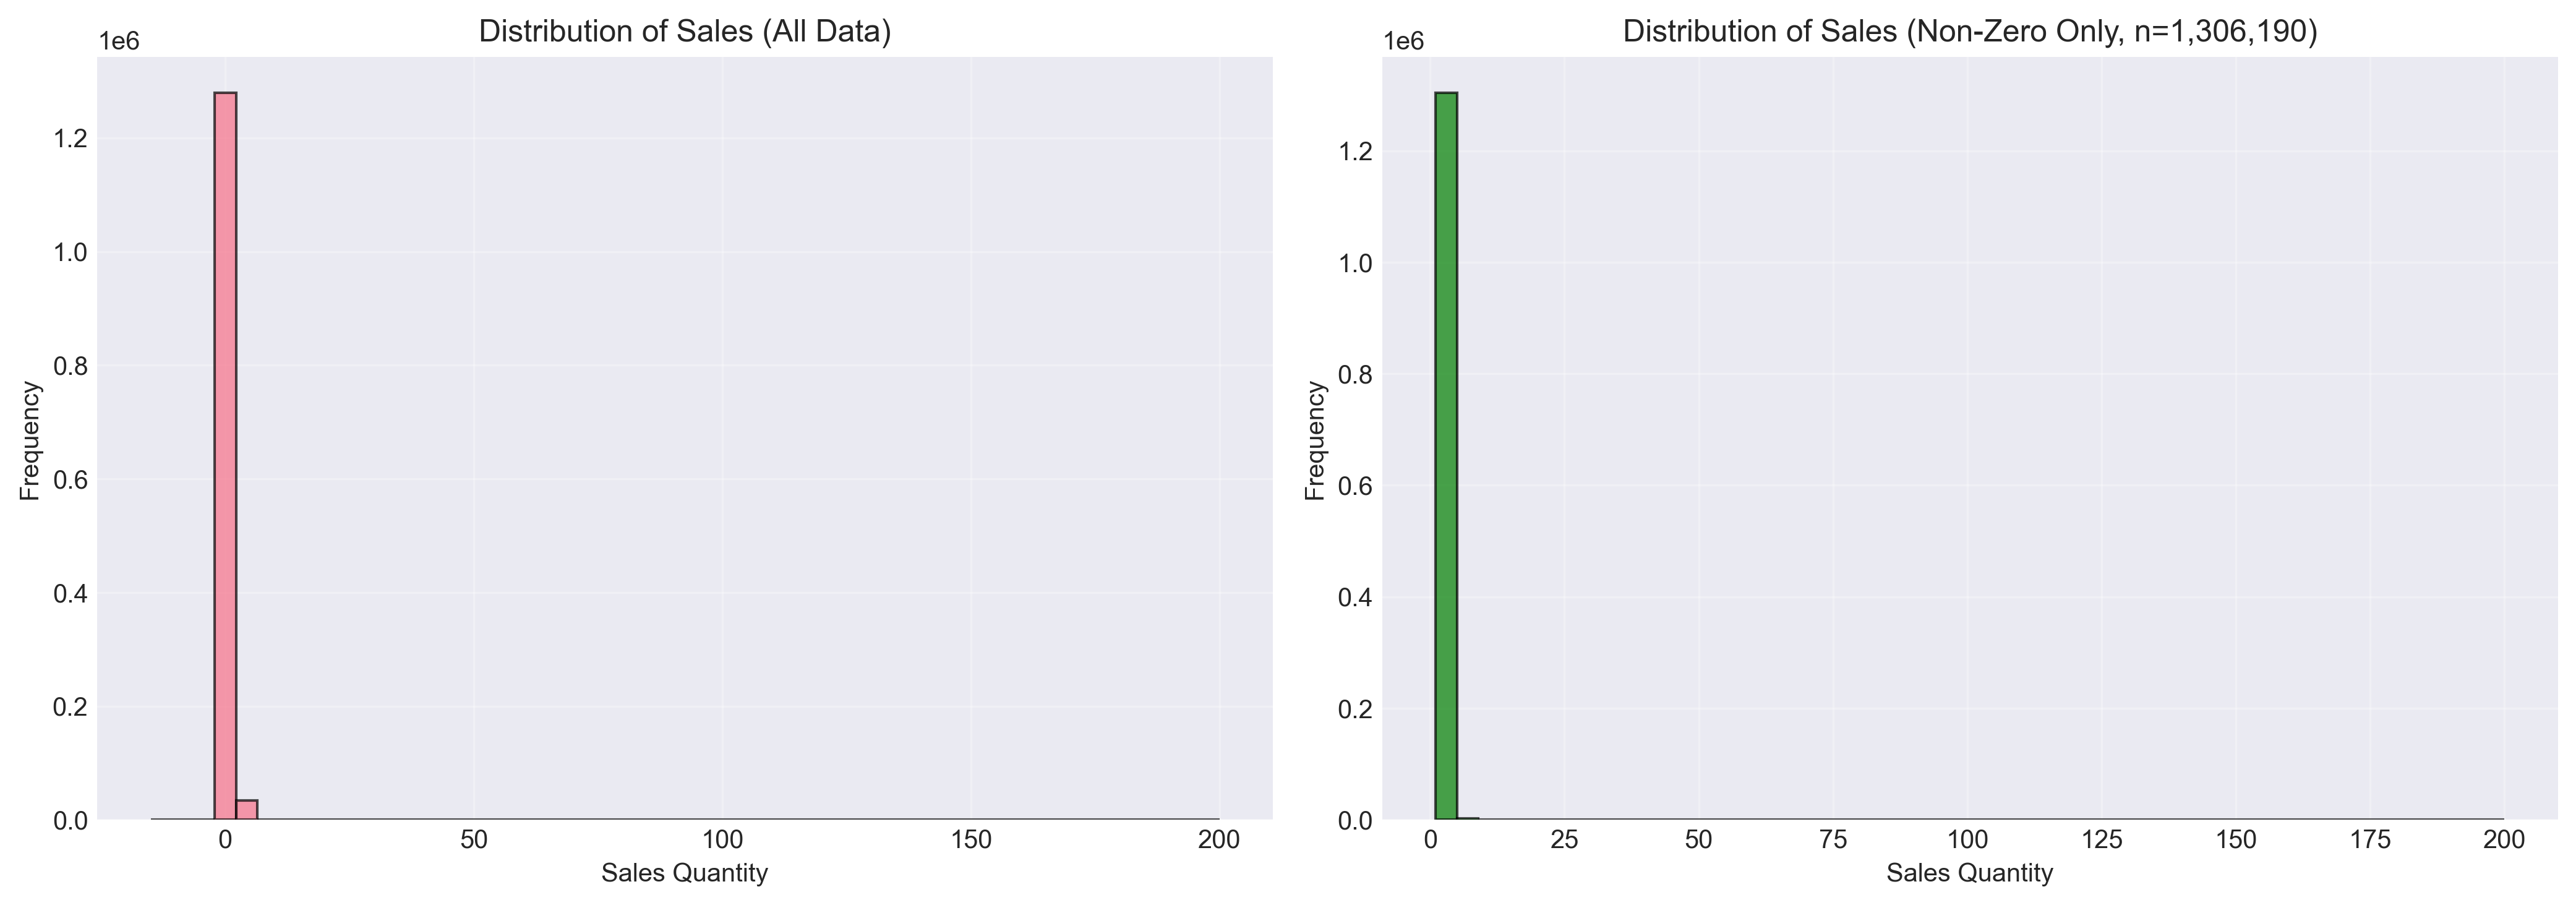 Distribution of Sales (All Data)
1e6
1.2
1.0
0.8
0.6
0.4
0.2
0.0
Frequency
0 50 100 150 200
Sales Quantity
Distribution of Sales (Non-Zero Only, n=1,306,190)
1e6
1.2
1.0
0.8
0.6
0.4
0.2
0.0
Frequency
0 25 50 75 100 125 150 175 200
Sales Quantity